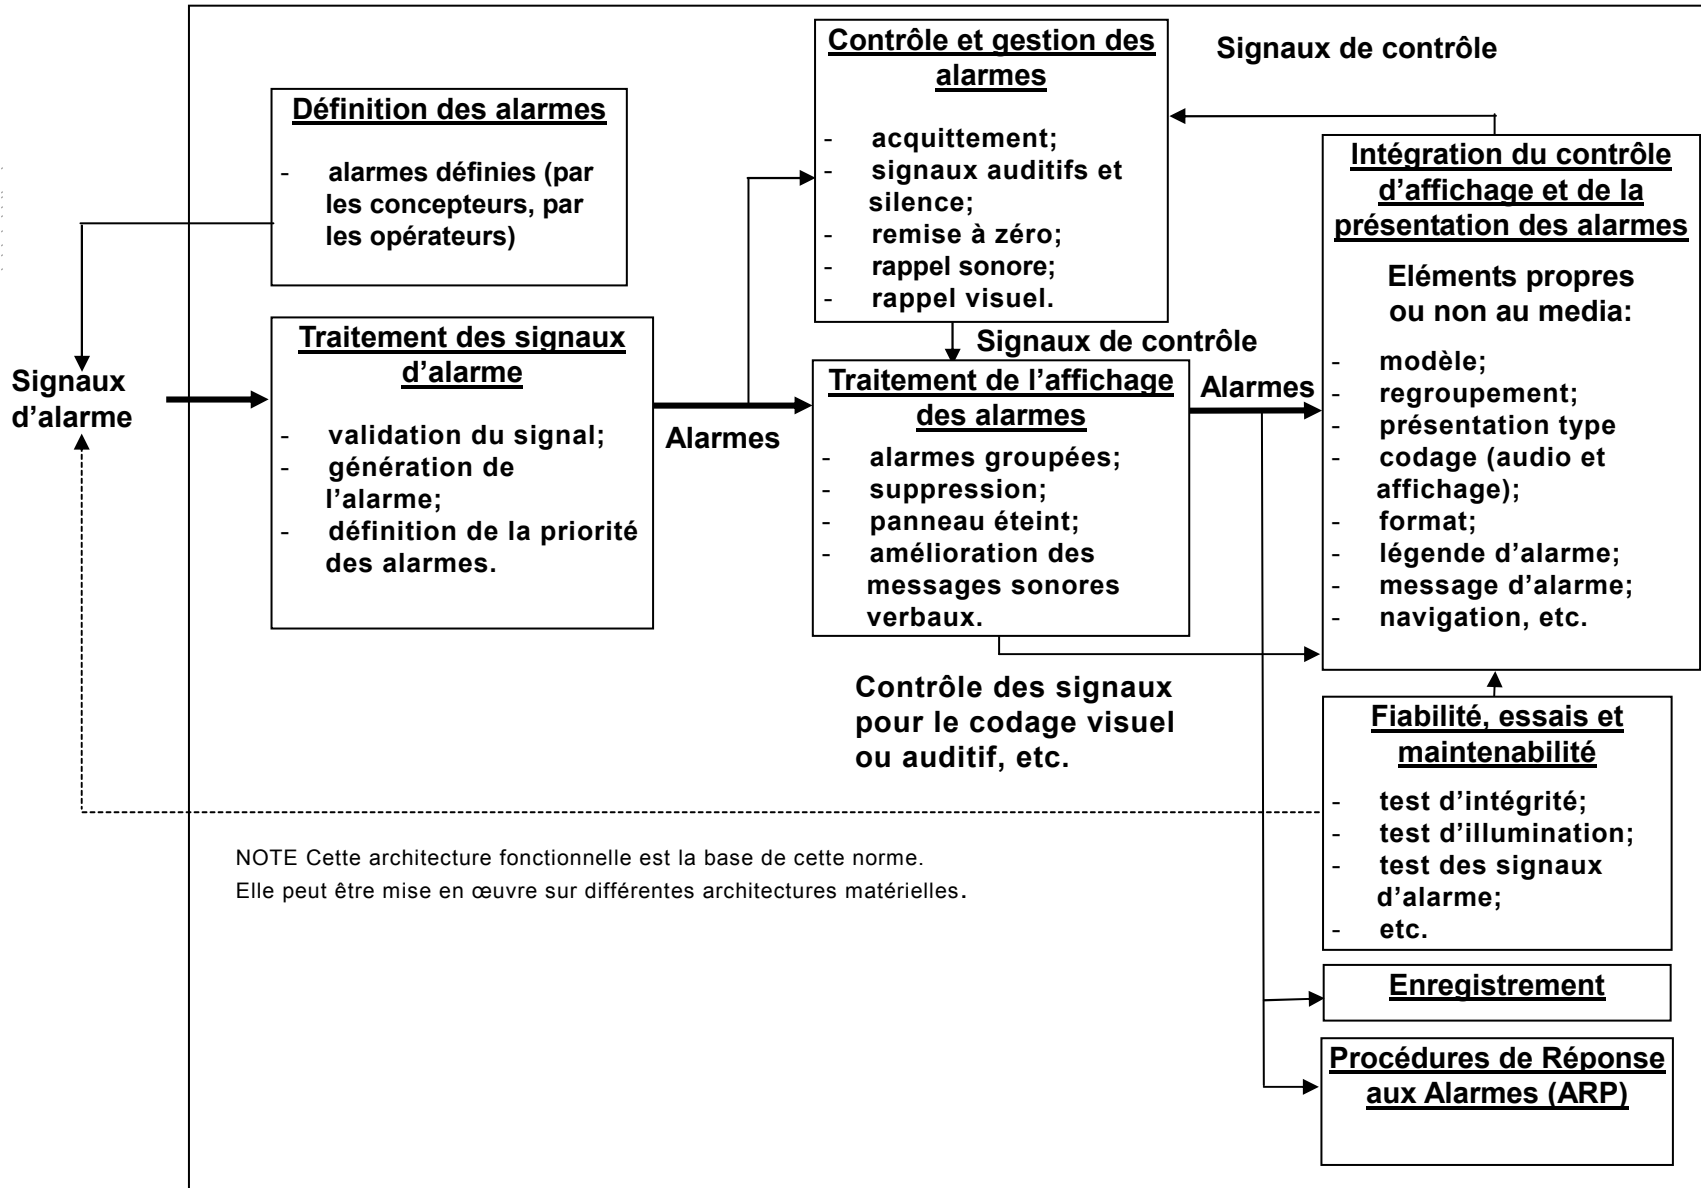 Définition des alarmes
- alarmes définies (par
les concepteurs, par
les opérateurs)
Signaux
d’alarme
Traitement des signaux
d’alarme
- validation du signal;
- génération de
l’alarme;
- définition de la priorité
des alarmes.
Alarmes
Contrôle et gestion des
alarmes
- acquittement;
- signaux auditifs et
silence;
- remise à zéro;
- rappel sonore;
- rappel visuel.
Signaux de contrôle
Signaux de contrôle
Traitement de l’affichage
des alarmes
- alarmes groupées;
- suppression;
- panneau éteint;
- amélioration des
messages sonores
verbaux.
Alarmes
Contrôle des signaux
pour le codage visuel
ou auditif, etc.
Intégration du contrôle
d’affichage et de la
présentation des alarmes
Eléments propres
ou non au media:
- modèle;
- regroupement;
- présentation type
- codage (audio et
affichage);
- format;
- légende d’alarme;
- message d’alarme;
- navigation, etc.
Fiabilité, essais et
maintenabilité
- test d’intégrité;
- test d’illumination;
- test des signaux
d’alarme;
- etc.
Enregistrement
Procédures de Réponse
aux Alarmes (ARP)
NOTE Cette architecture fonctionnelle est la base de cette norme.
Elle peut être mise en œuvre sur différentes architectures matérielles.